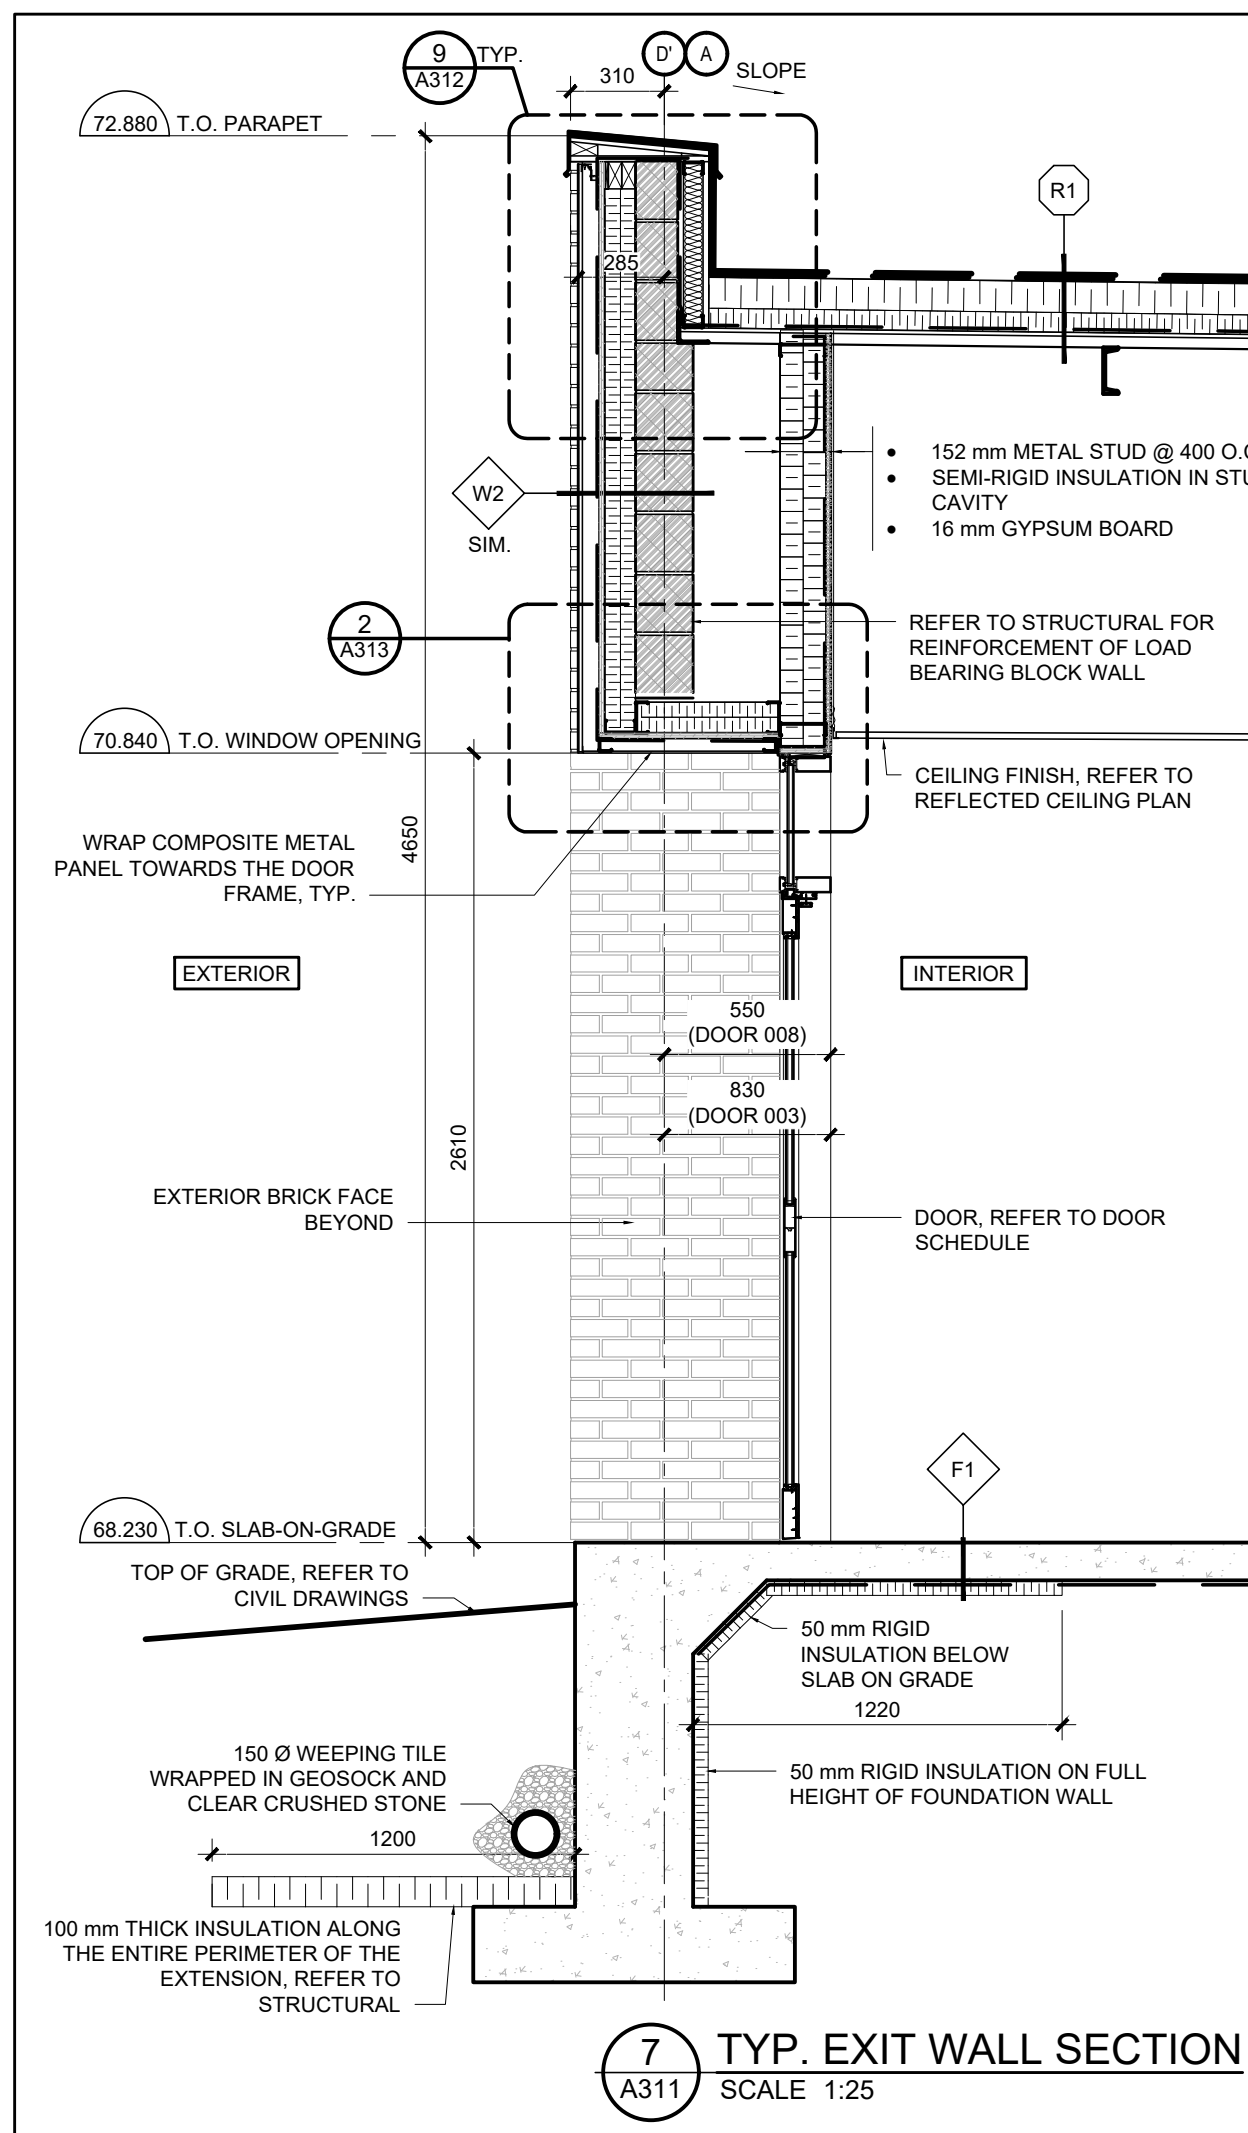 9
A312
TYP.
D'
A
SLOPE
310
72.880
T.O. PARAPET
R1
285
• 152 mm METAL STUD @ 400 O.
• SEMI-RIGID INSULATION IN
CAVITY
• 16 mm GYPSUM BOARD
W2
SIM.
2
A313
REFER TO STRUCTURAL FOR
REINFORCEMENT OF LOAD
BEARING BLOCK WALL
70.840
T.O. WINDOW OPENING
CEILING FINISH, REFER TO
REFLECTED CEILING PLAN
4650
WRAP COMPOSITE METAL
PANEL TOWARDS THE DOOR
FRAME, TYP.
EXTERIOR
INTERIOR
550
(DOOR 008)
830
(DOOR 003)
2610
EXTERIOR BRICK FACE
BEYOND
DOOR, REFER TO DOOR
SCHEDULE
F1
68.230
T.O. SLAB-ON-GRADE
TOP OF GRADE, REFER TO
CIVIL DRAWINGS
50 mm RIGID
INSULATION BELOW
SLAB ON GRADE
1220
150 Ø WEEPING TILE
WRAPPED IN GEOSOCK AND
CLEAR CRUSHED STONE
50 mm RIGID INSULATION ON FULL
HEIGHT OF FOUNDATION WALL
1200
100 mm THICK INSULATION ALONG
THE ENTIRE PERIMETER OF THE
EXTENSION, REFER TO
STRUCTURAL
7
A311
TYP. EXIT WALL SECTION
SCALE 1:25